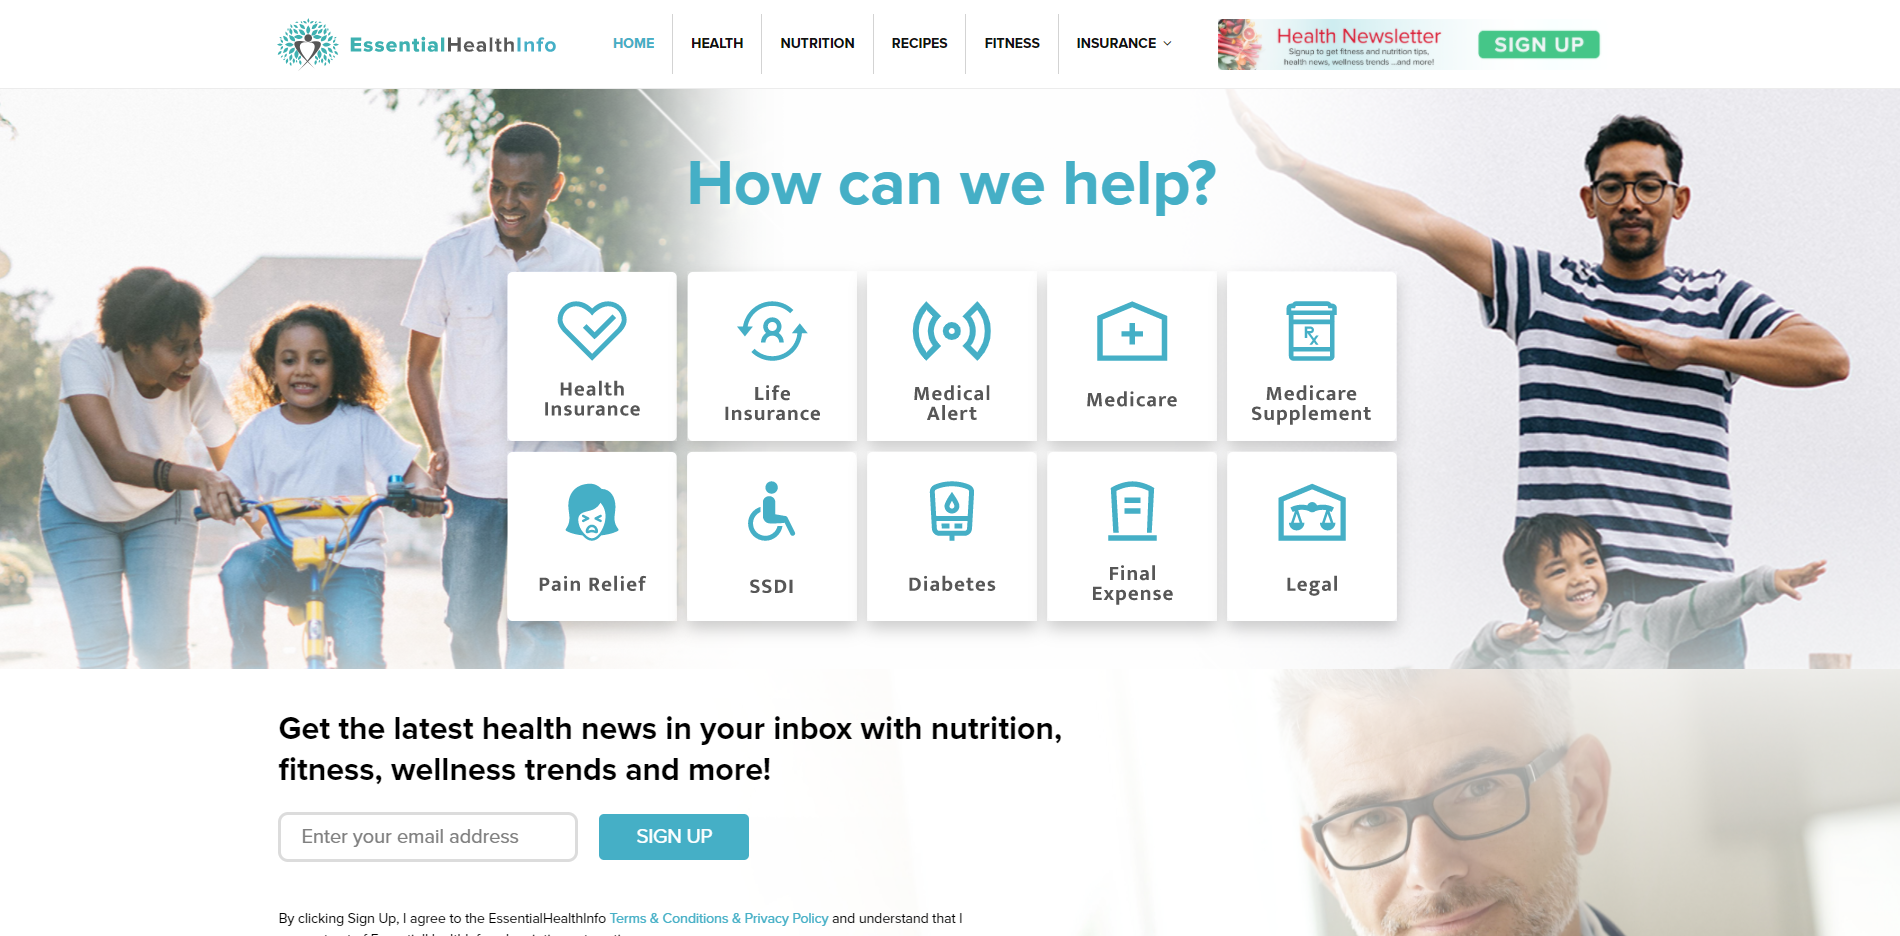 EssentialHealthInfo
HOME
HEALTH
NUTRITION
RECIPES
FITNESS
INSURANCE
Health Newsletter
Signup to get fitness and nutrition tips,
health news, wellness trends ...and more!
SIGN UP
How can we help?
Health
Insurance
Life
Insurance
Medical
Alert
Medicare
Medicare
Supplement
Rx
Pain Relief
SSDI
Diabetes
Final
Expense
Legal
Get the latest health news in your inbox with nutrition,
fitness, wellness trends and more!
Enter your email address
SIGN UP
By clicking Sign Up, I agree to the EssentialHealthInfo Terms & Conditions & Privacy Policy and understand that I